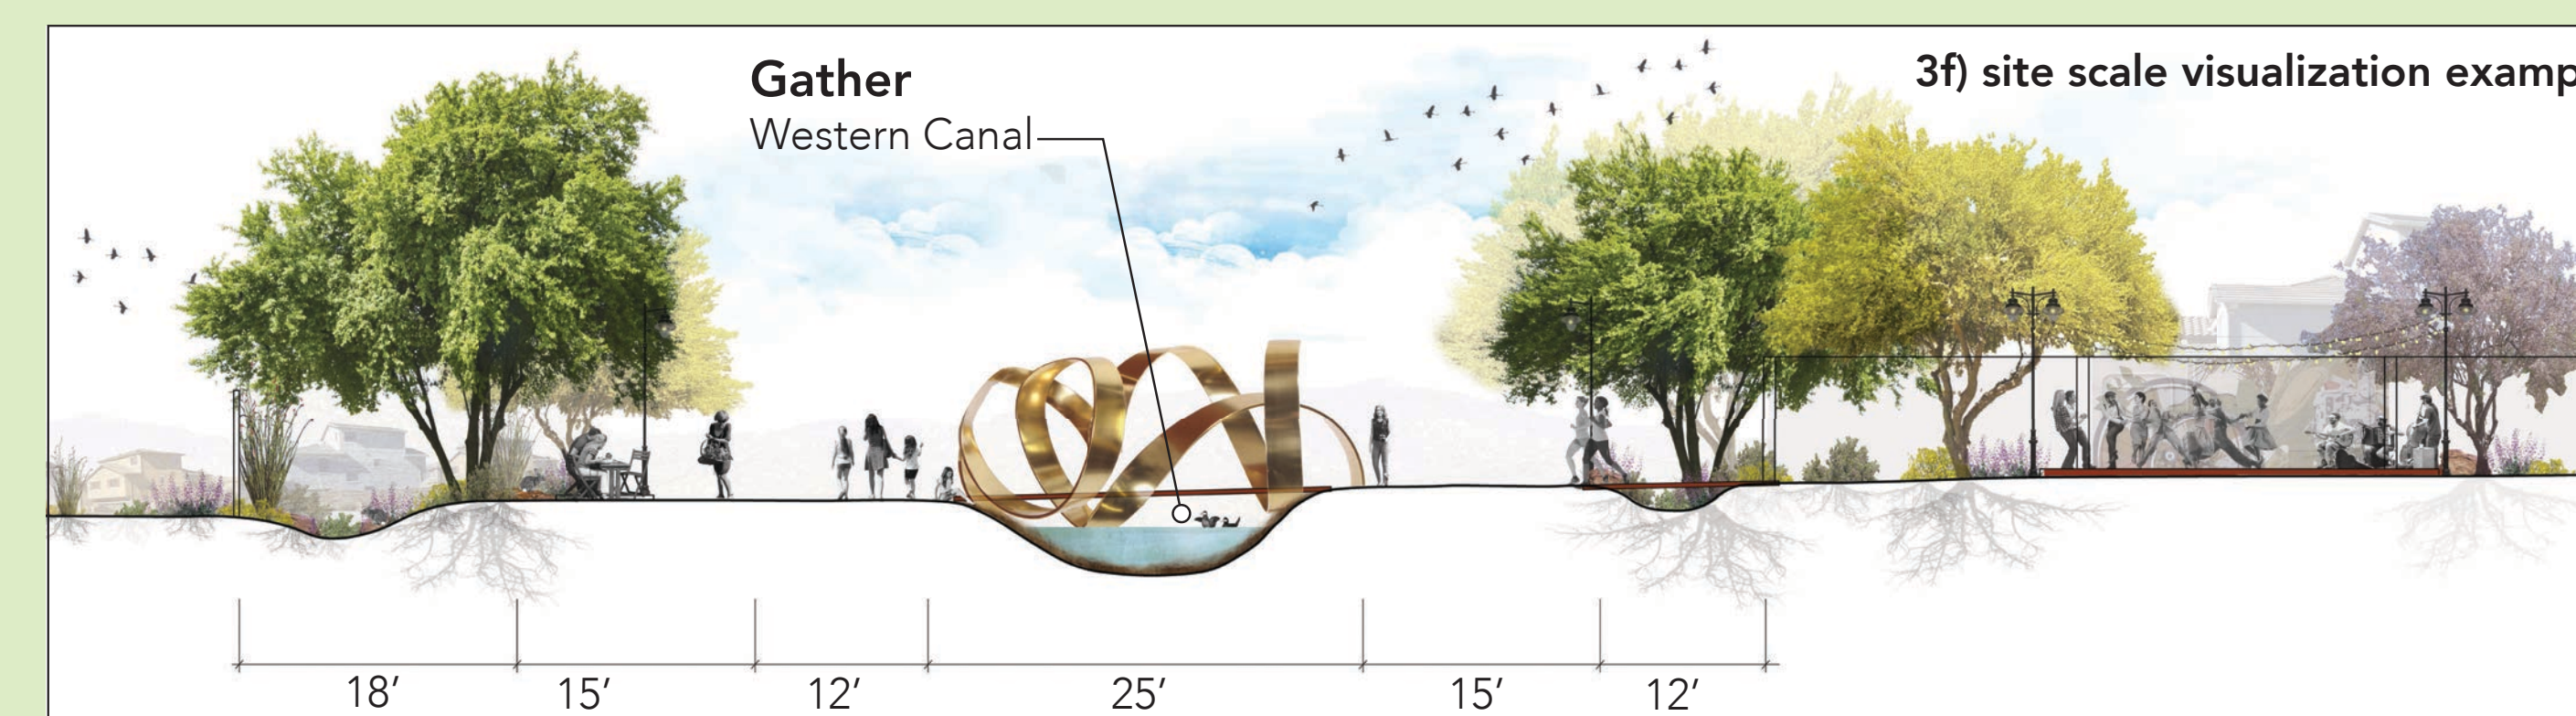 Gather
Western Canal
3f) site scale visualization examp
18′ 15′ 12′ 25′ 15′ 12′